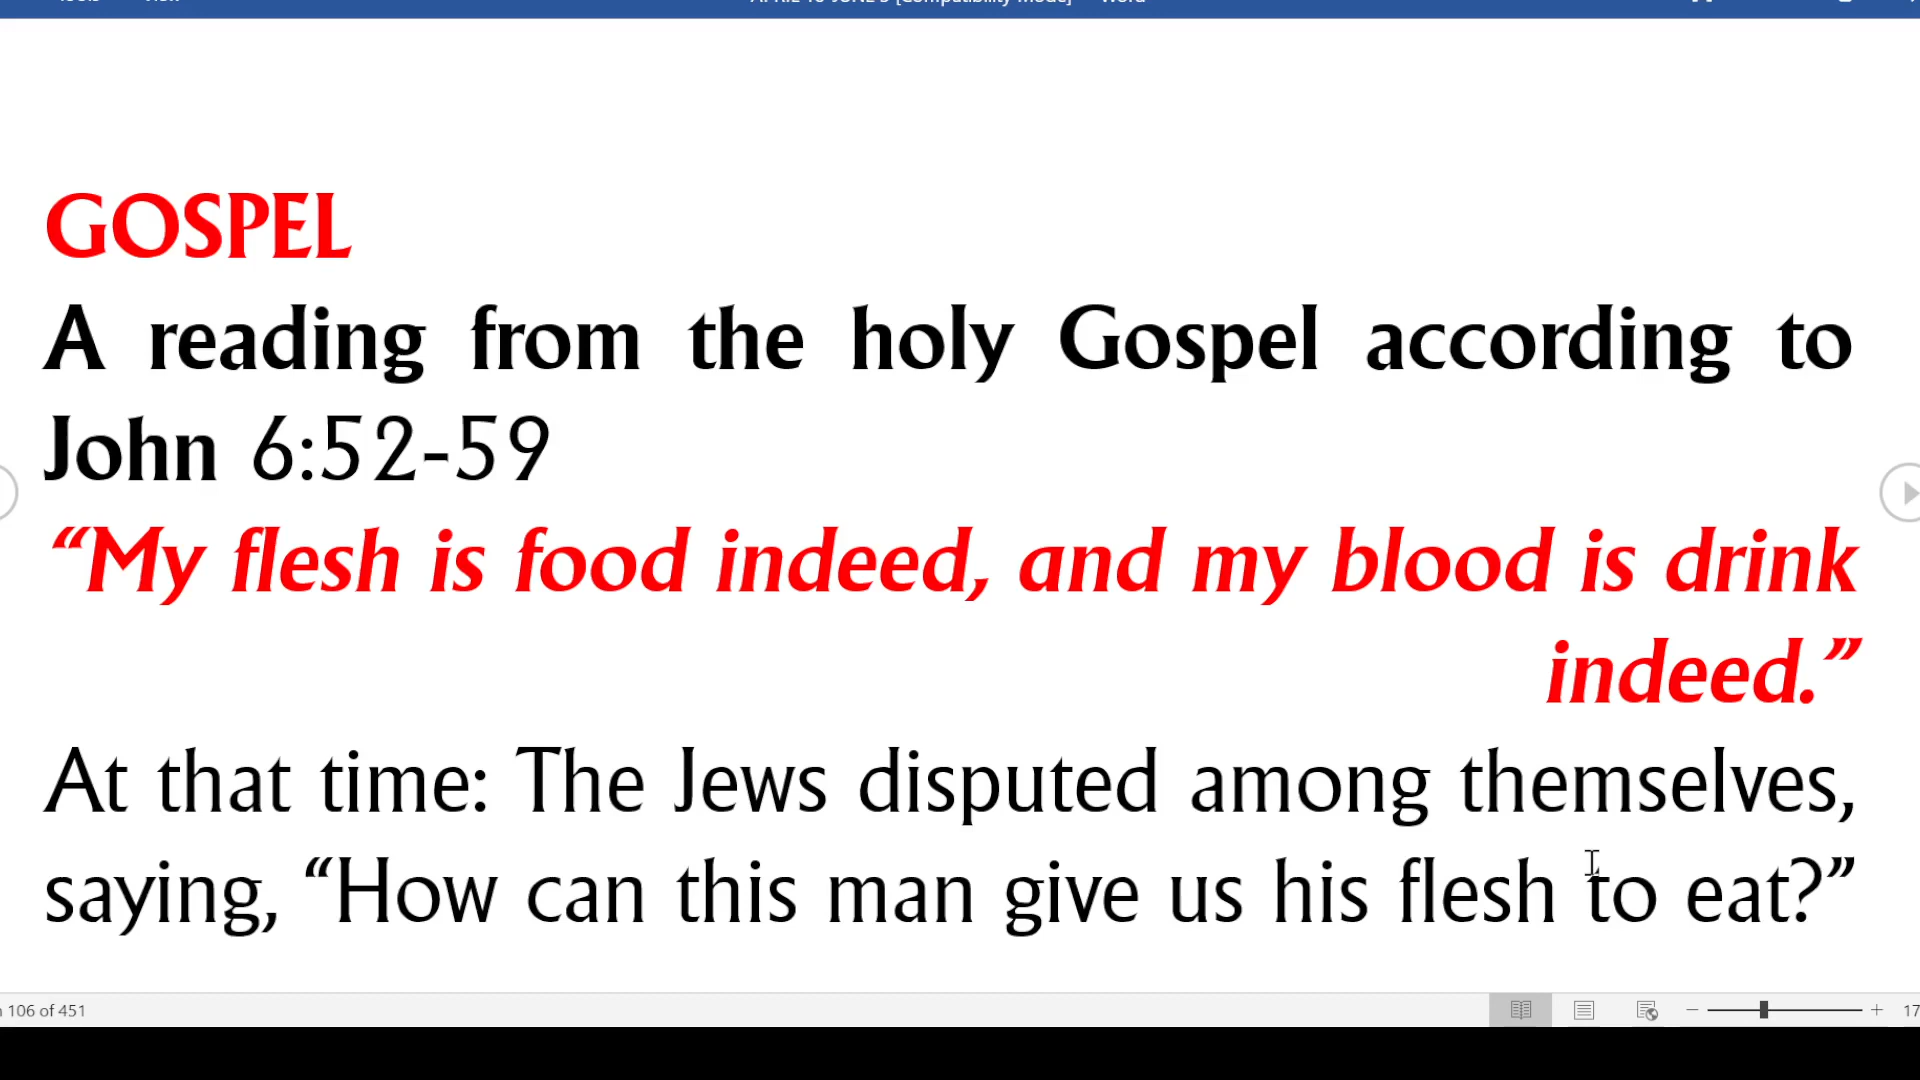 GOSPEL
A reading from the holy Gospel according to
John 6:52-59
“My flesh is food indeed, and my blood is drink
indeed.”
At that time: The Jews disputed among themselves,
saying, “How can this man give us his flesh to eat?”
106 of 451